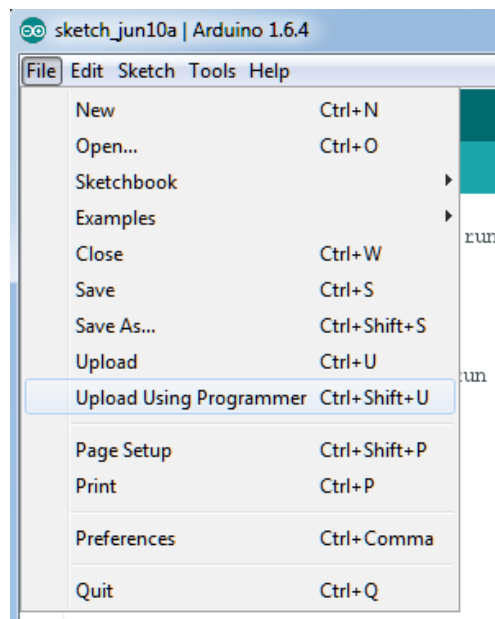 sketch_jun10a | Arduino 1.6.4
File Edit Sketch Tools Help
New Ctrl+N
Open... Ctrl+O
Sketchbook
Examples
run
Close Ctrl+W
Save Ctrl+S
Save As... Ctrl+Shift+S
Upload Ctrl+U
run
Upload Using Programmer Ctrl+Shift+U
Page Setup Ctrl+Shift+P
Print Ctrl+P
Preferences Ctrl+Comma
Quit Ctrl+Q